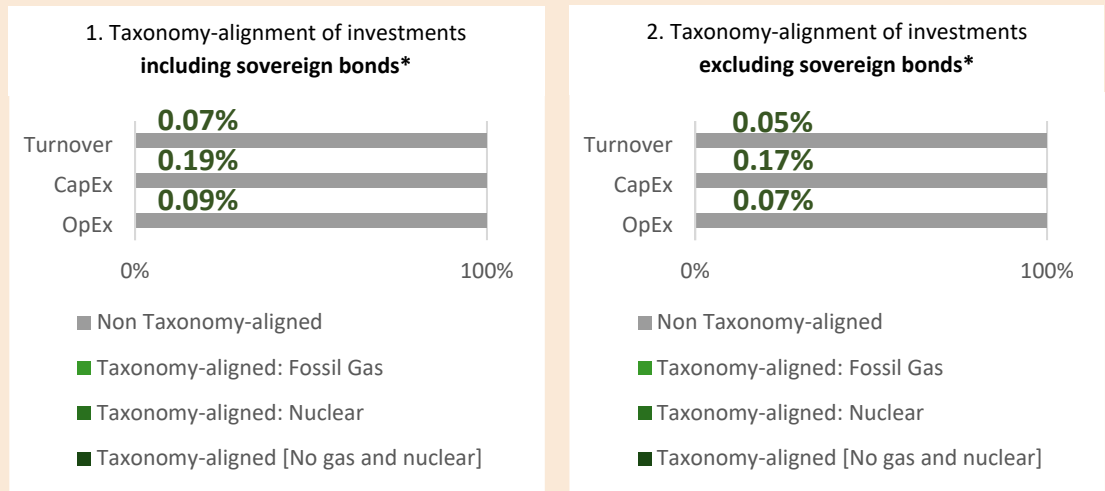 1. Taxonomy-alignment of investments
including sovereign bonds*
0.07%
Turnover
0.19%
CapEx
0.09%
OpEx
0% 100%
Non Taxonomy-aligned
Taxonomy-aligned: Fossil Gas
Taxonomy-aligned: Nuclear
Taxonomy-aligned [No gas and nuclear]
2. Taxonomy-alignment of investments
excluding sovereign bonds*
0.05%
Turnover
0.17%
CapEx
0.07%
OpEx
0% 100%
Non Taxonomy-aligned
Taxonomy-aligned: Fossil Gas
Taxonomy-aligned: Nuclear
Taxonomy-aligned [No gas and nuclear]